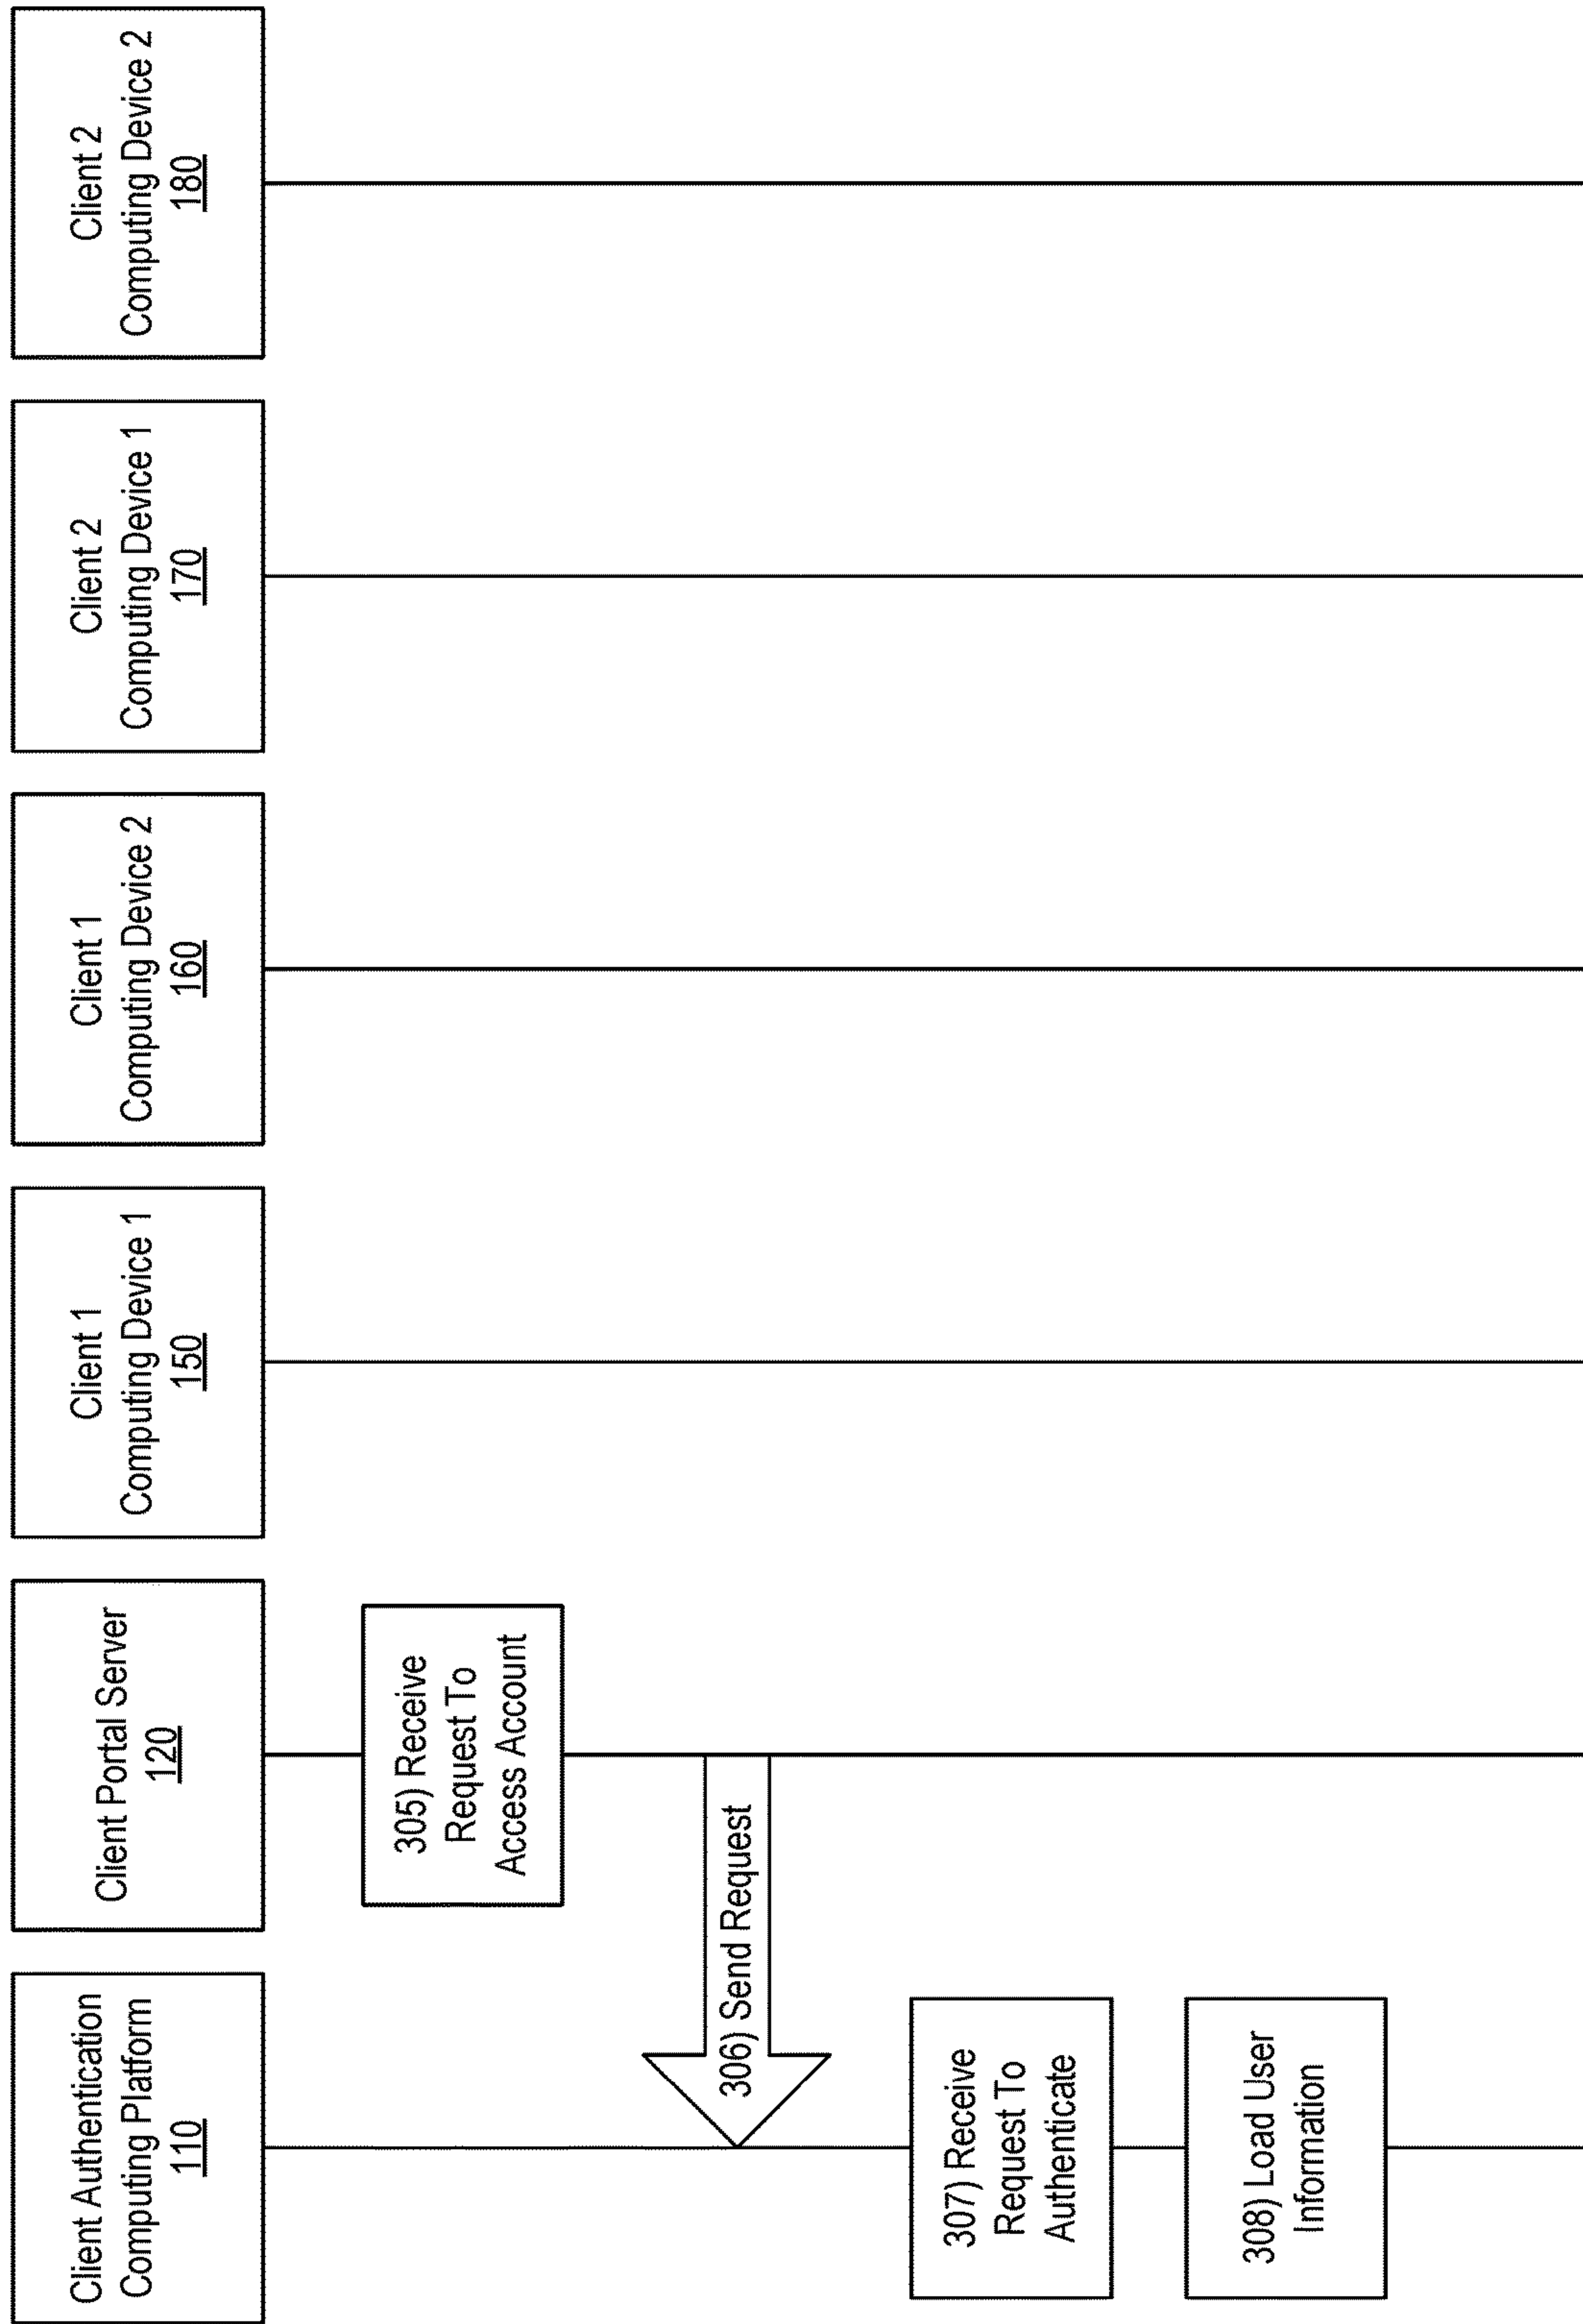 Client Authentication
Computing Platform
110
Client Portal Server
120
Client 1
Computing Device 1
150
Client 1
Computing Device 2
160
Client 2
Computing Device 1
170
Client 2
Computing Device 2
180
305) Receive
Request To
Access Account
306) Send Request
307) Receive
Request To
Authenticate
308) Load User
Information